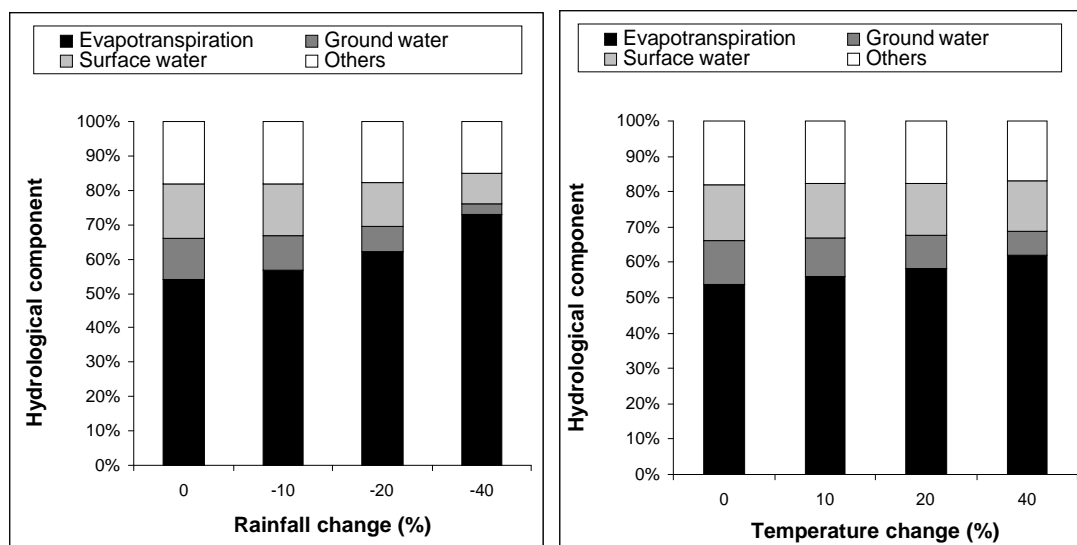 Evapotranspiration Ground water
Surface water Others
100%
90%
80%
70%
60%
50%
40%
30%
20%
10%
0%
Hydrological component
0 -10 -20 -40
Rainfall change (%)
Evapotranspiration Ground water
Surface water Others
100%
90%
80%
70%
60%
50%
40%
30%
20%
10%
0%
Hydrological component
0 10 20 40
Temperature change (%)